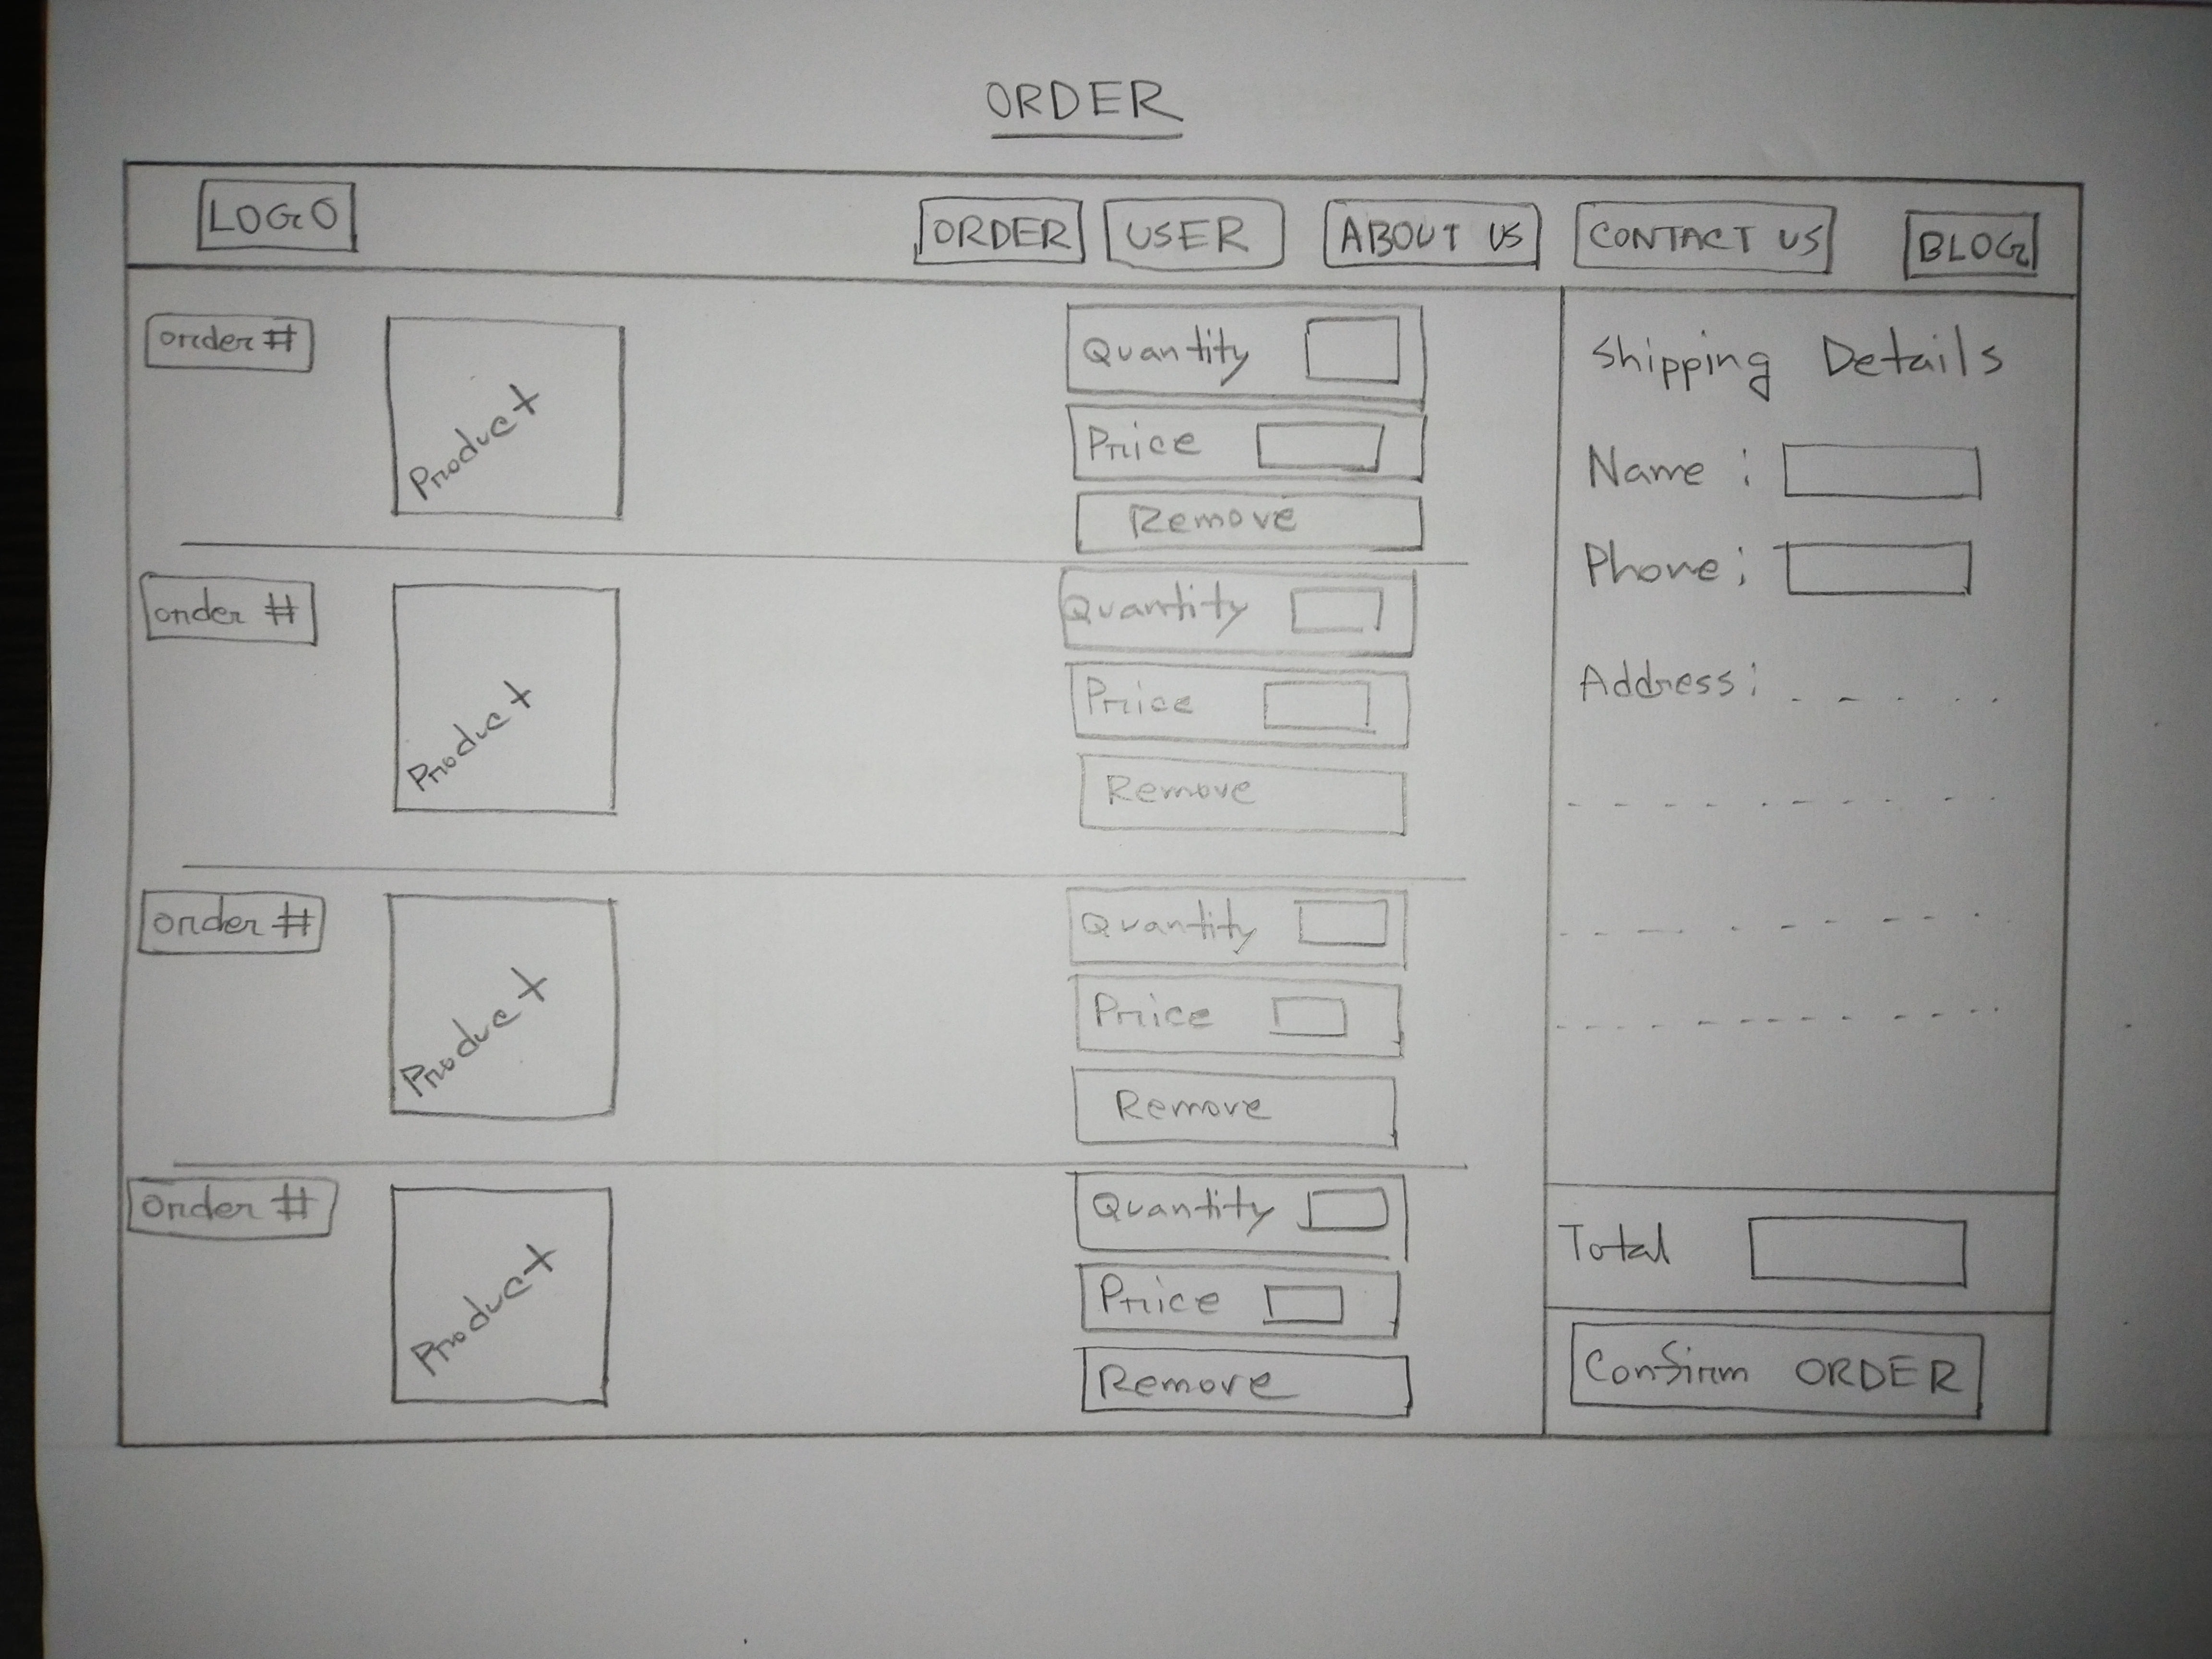 ORDER
LOGO ORDER USER ABOUT US CONTACT US BLOG
order # Product Quantity
Price
Remove
order # Product Quantity
Price
Remove
order # Product Quantity
Price
Remove
order # Product Quantity
Price
Remove
Shipping Details
Name :
Phone :
Address :
Total
Confirm ORDER